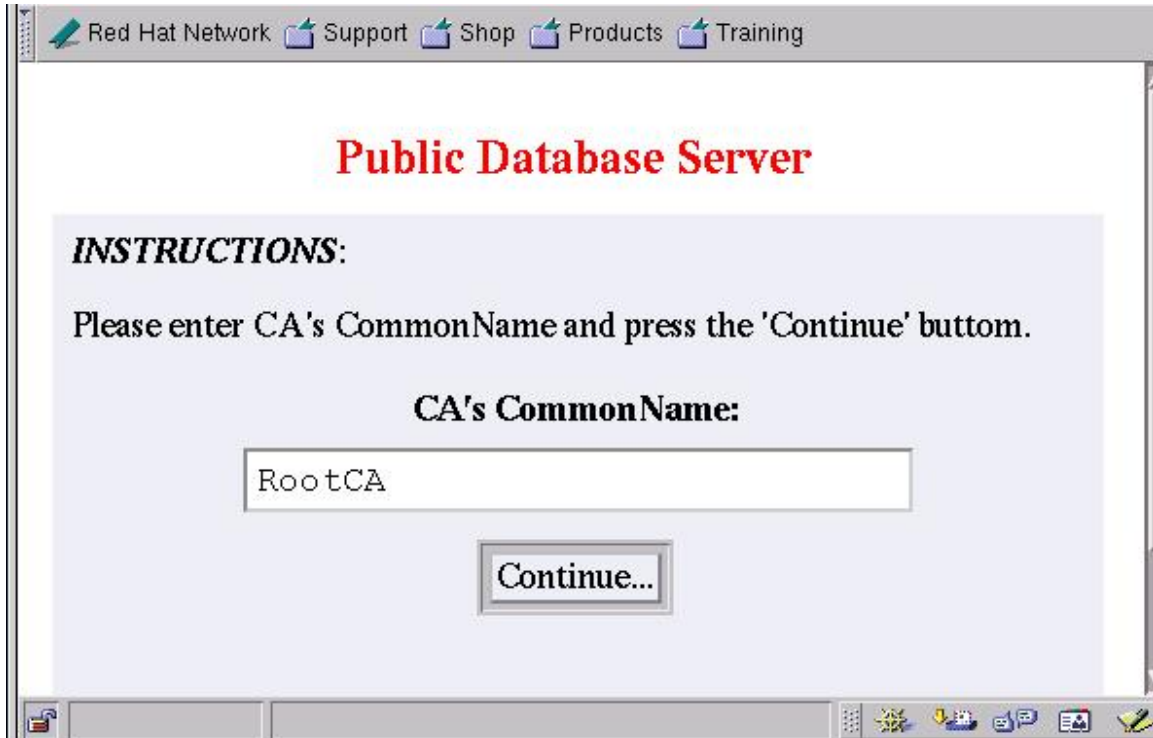 Red Hat Network Support Shop Products Training
Public Database Server
INSTRUCTIONS:
Please enter CA's CommonName and press the 'Continue' buttom.
CA's CommonName:
RootCA
Continue...